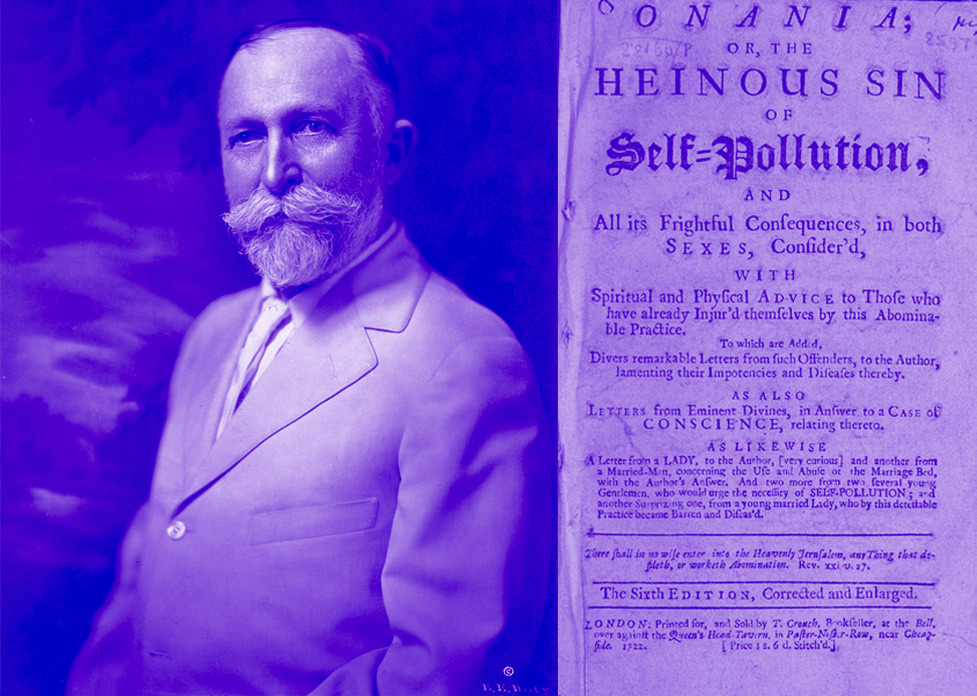 ONANIA;
OR, THE
HEINOUS SIN
OF
Self-Pollution,
AND
All its Frightful Conſequences, in both
SEXES, Conſider'd,
WITH
Spiritual and Phyſical ADVICE to Thoſe who
have already Injur'd themſelves by this Abomina-
ble Practice.
To which are Added,
Divers remarkable Letters from ſuch Offenders, to the Author,
lamenting their Impotencies and Diſeaſes thereby.
AS ALSO
LETTERS from Eminent Divines, in Anſwer to a CASE of
CONSCIENCE, relating thereto.
AS LIKEWISE
A Letter from a LADY, to the Author, [very curious] and another from
a Married-Man, concerning the Uſe and Abuſe of the Marriage Bed,
with the Author's Anſwer. And two more from two ſeveral young
Gentlemen, who would urge the neceſſity of SELF-POLLUTION; and
another Surprizing one, from a young married Lady, who by this deteſtable
Practice became Barren and Diſeas'd.
There ſhall in no wiſe enter into the Heavenly Jeruſalem, any Thing that de-
fileth, or worketh Abomination. Rev. xxi v. 27.
The Sixth EDITION, Corrected and Enlarged.
LONDON: Printed for, and Sold by T. Crouch, Bookſeller, at the Bell,
over againſt the Queen's-Head-Tavern, in Pater-Noſter-Row, near Cheap-
ſide. 1722. [Price 1 s. 6 d. Stitch'd.]
©